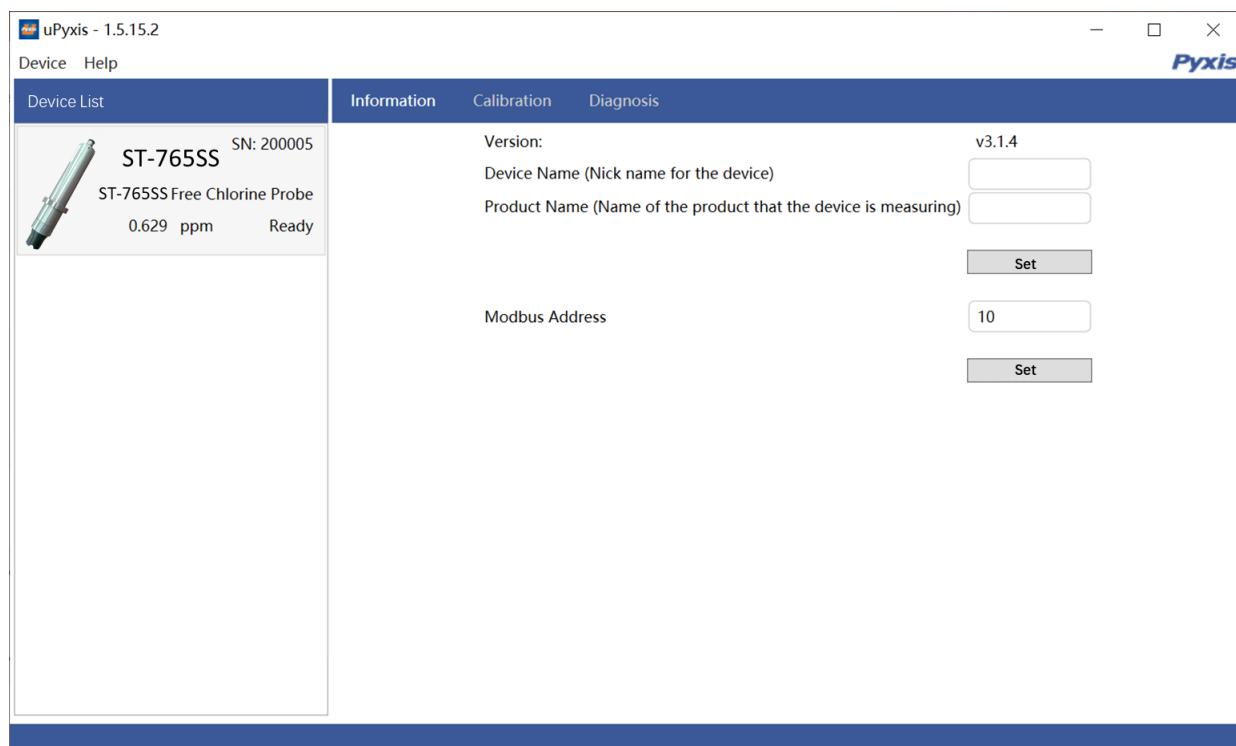 uPyxis - 1.5.15.2
Device Help
Pyxis
Device List
Information Calibration Diagnosis
ST-765SS SN: 200005
ST-765SS Free Chlorine Probe
0.629 ppm Ready
Version: v3.1.4
Device Name (Nick name for the device)
Product Name (Name of the product that the device is measuring)
Set
Modbus Address 10
Set